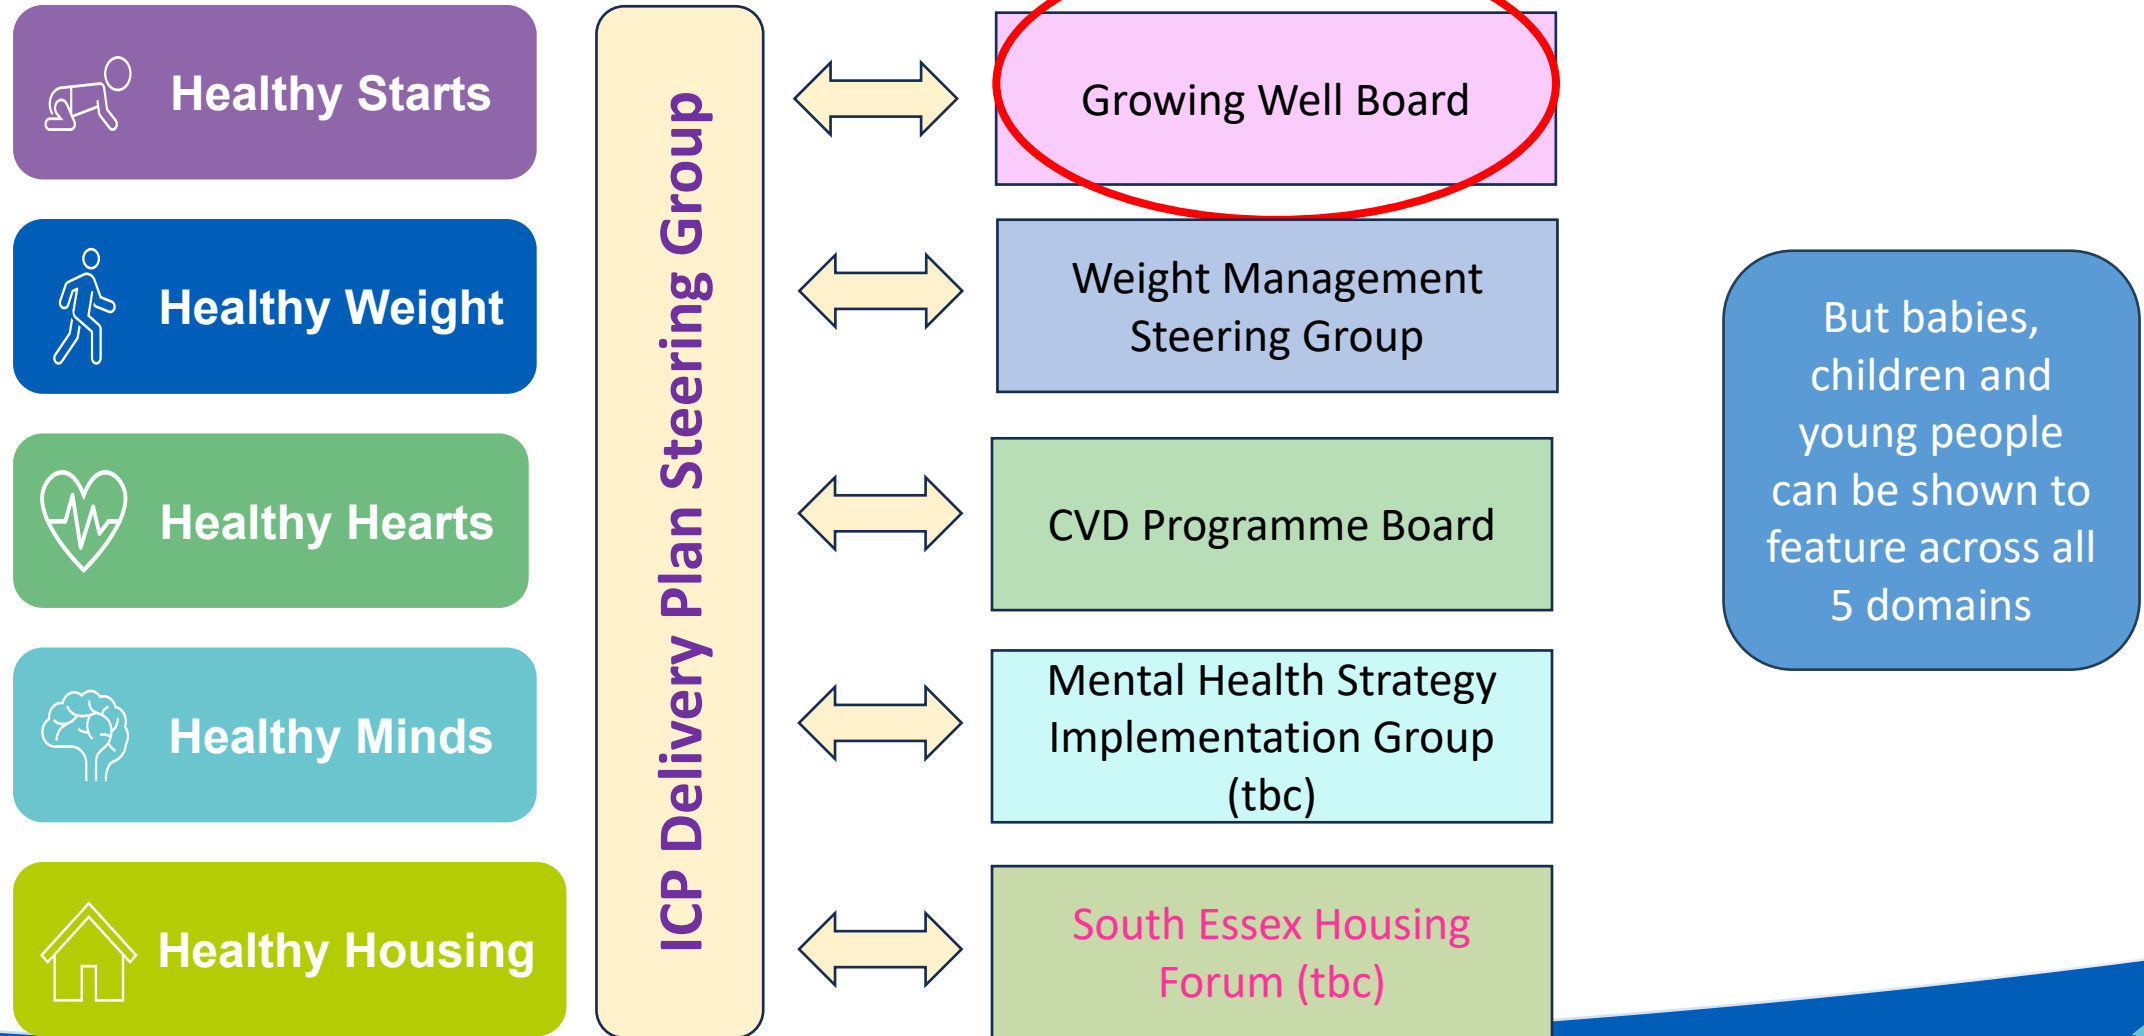 Healthy Starts
Healthy Weight
Healthy Hearts
Healthy Minds
Healthy Housing
ICP Delivery Plan Steering Group
Growing Well Board
Weight Management
Steering Group
CVD Programme Board
Mental Health Strategy
Implementation Group
(tbc)
South Essex Housing
Forum (tbc)
But babies,
children and
young people
can be shown to
feature across all
5 domains